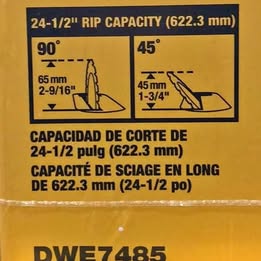 24-1/2" RIP CAPACITY (622.3 mm)
90° 45°
65 mm
2-9/16"
45 mm
1-3/4"
CAPACIDAD DE CORTE DE
24-1/2 pulg (622.3 mm)
CAPACITÉ DE SCIAGE EN LONG
DE 622.3 mm (24-1/2 po)
DWE7485